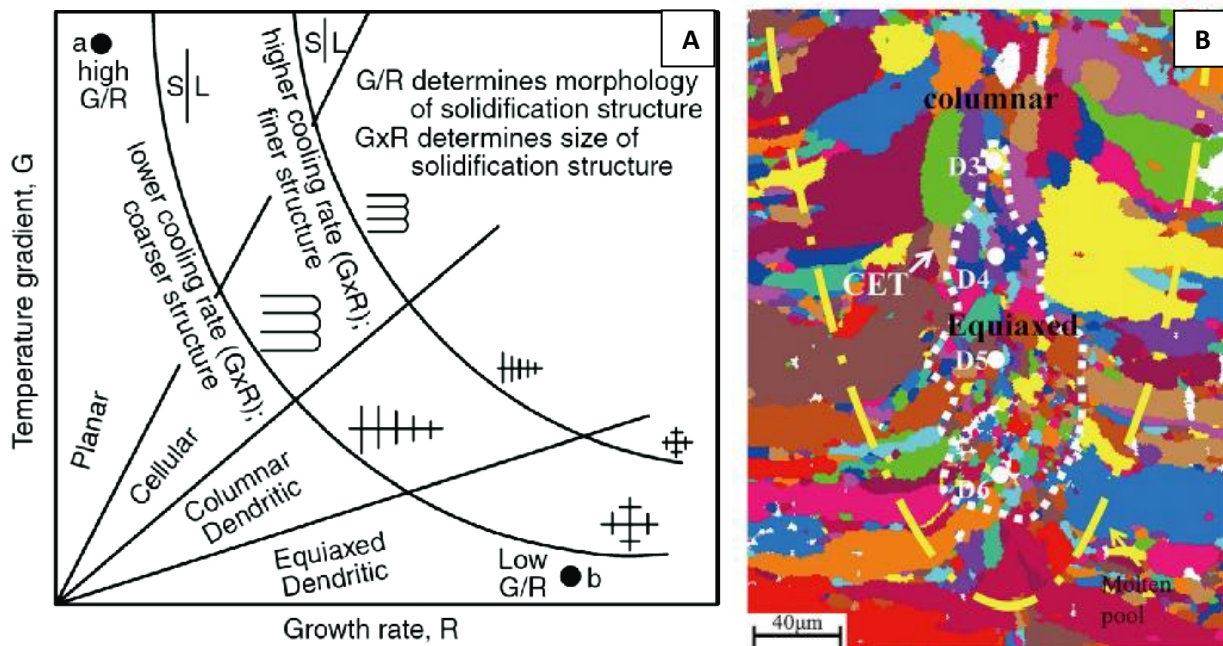 A
a
high
G/R
S|L
S|L
G/R determines morphology
of solidification structure
GxR determines size of
solidification structure
higher cooling rate (GxR);
finer structure
lower cooling rate (GxR);
coarser structure
Temperature gradient, G
Planar
Cellular
Columnar
Dendritic
Equiaxed
Dendritic
Low
G/R
b
Growth rate, R
B
columnar
D3
CET
D4
Equiaxed
D5
D6
Molten
pool
40μm